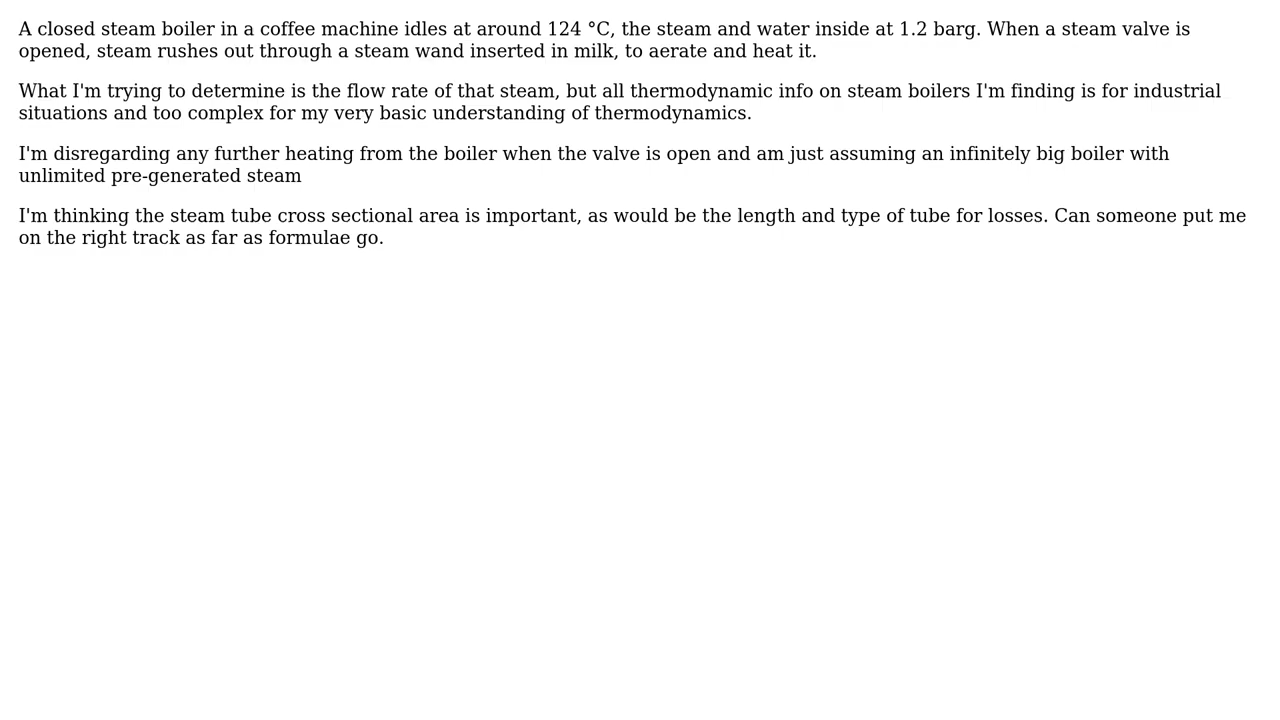 A closed steam boiler in a coffee machine idles at around 124 °C, the steam and water inside at 1.2 barg. When a steam valve is
opened, steam rushes out through a steam wand inserted in milk, to aerate and heat it.
What I'm trying to determine is the flow rate of that steam, but all thermodynamic info on steam boilers I'm finding is for industrial
situations and too complex for my very basic understanding of thermodynamics.
I'm disregarding any further heating from the boiler when the valve is open and am just assuming an infinitely big boiler with
unlimited pre-generated steam
I'm thinking the steam tube cross sectional area is important, as would be the length and type of tube for losses. Can someone put me
on the right track as far as formulae go.